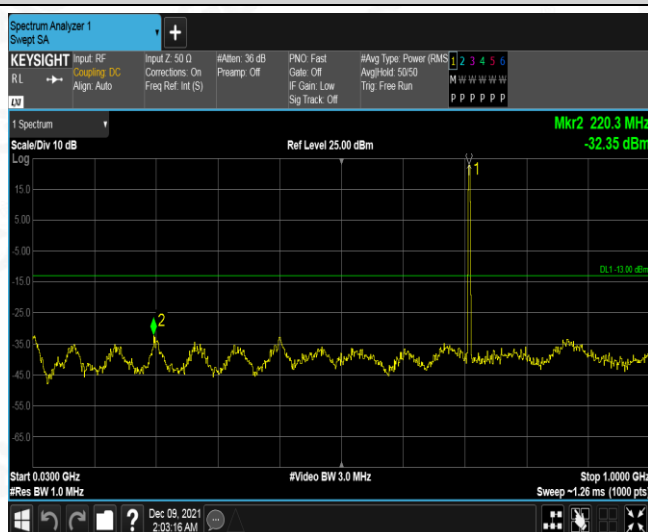 Spectrum Analyzer 1
Swept SA
+
KEYSIGHT Input: RF Input Z: 50 Ω #Atten: 36 dB PNO: Fast #Avg Type: Power (RMS 1 2 3 4 5 6
RL Coupling: DC Corrections: On Preamp: Off Gate: Off Avg|Hold: 50/50 M W W W W W
Align: Auto Freq Ref: Int (S) IF Gain: Low Trig: Free Run
Sig Track: Off P P P P P P
LXI
1 Spectrum Mkr2 220.3 MHz
Scale/Div 10 dB Ref Level 25.00 dBm -32.35 dBm
Log
1
15.0
5.00
-5.00
DL1 -13.00 dBm
-15.0
-25.0
2
-35.0
-45.0
-55.0
-65.0
Start 0.0300 GHz #Video BW 3.0 MHz Stop 1.0000 GHz
#Res BW 1.0 MHz Sweep ~1.26 ms (1000 pts)
? Dec 09, 2021
2:03:16 AM